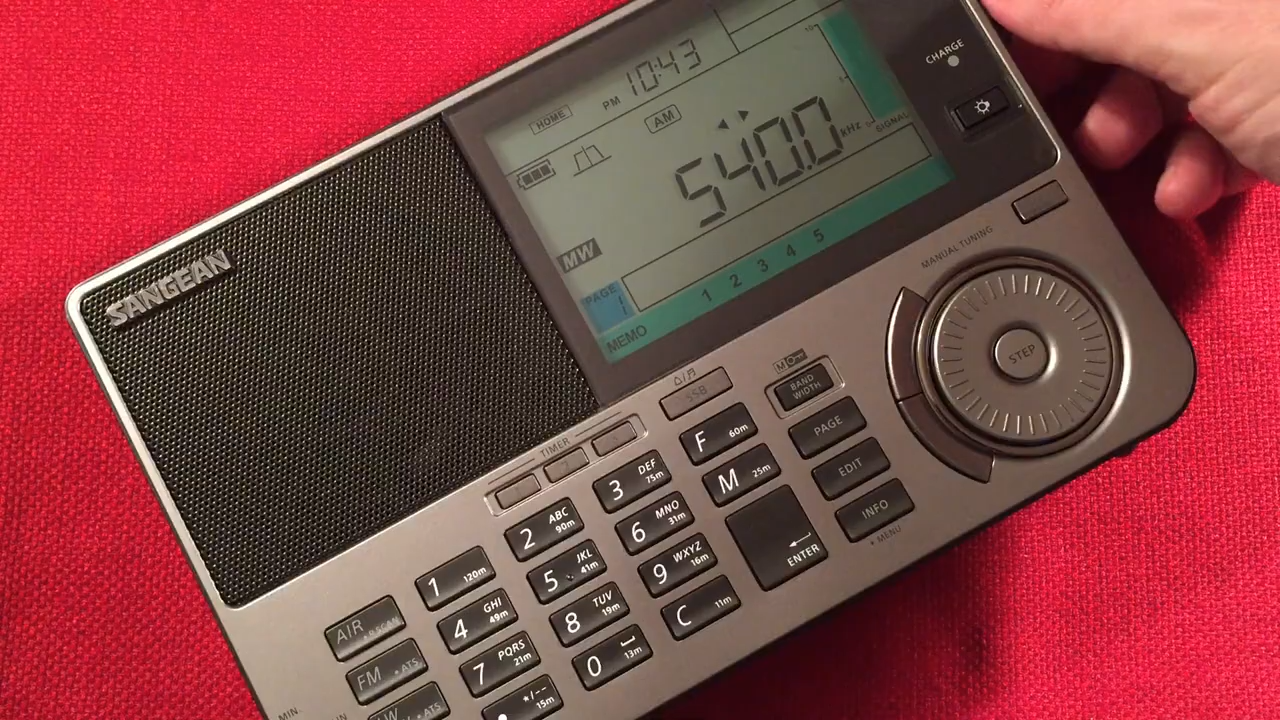 SANGEAN
HOME
PM 10:43
CHARGE
AM
540.0 kHz
SIGNAL
MW
PAGE
1
1 2 3 4 5
MEMO
MANUAL TUNING
STEP
SSB
BAND
WIDTH
TIMER
F 60m
PAGE
M 25m
EDIT
INFO
• MENU
ENTER
1 120m
2 ABC 90m
3 DEF 75m
4 GHI 49m
5 JKL 41m
6 MNO 31m
7 PQRS 21m
8 TUV 19m
9 WXYZ 16m
*/-- 15m
0 13m
C 11m
AIR
FM • ATS
• ATS
MIN.